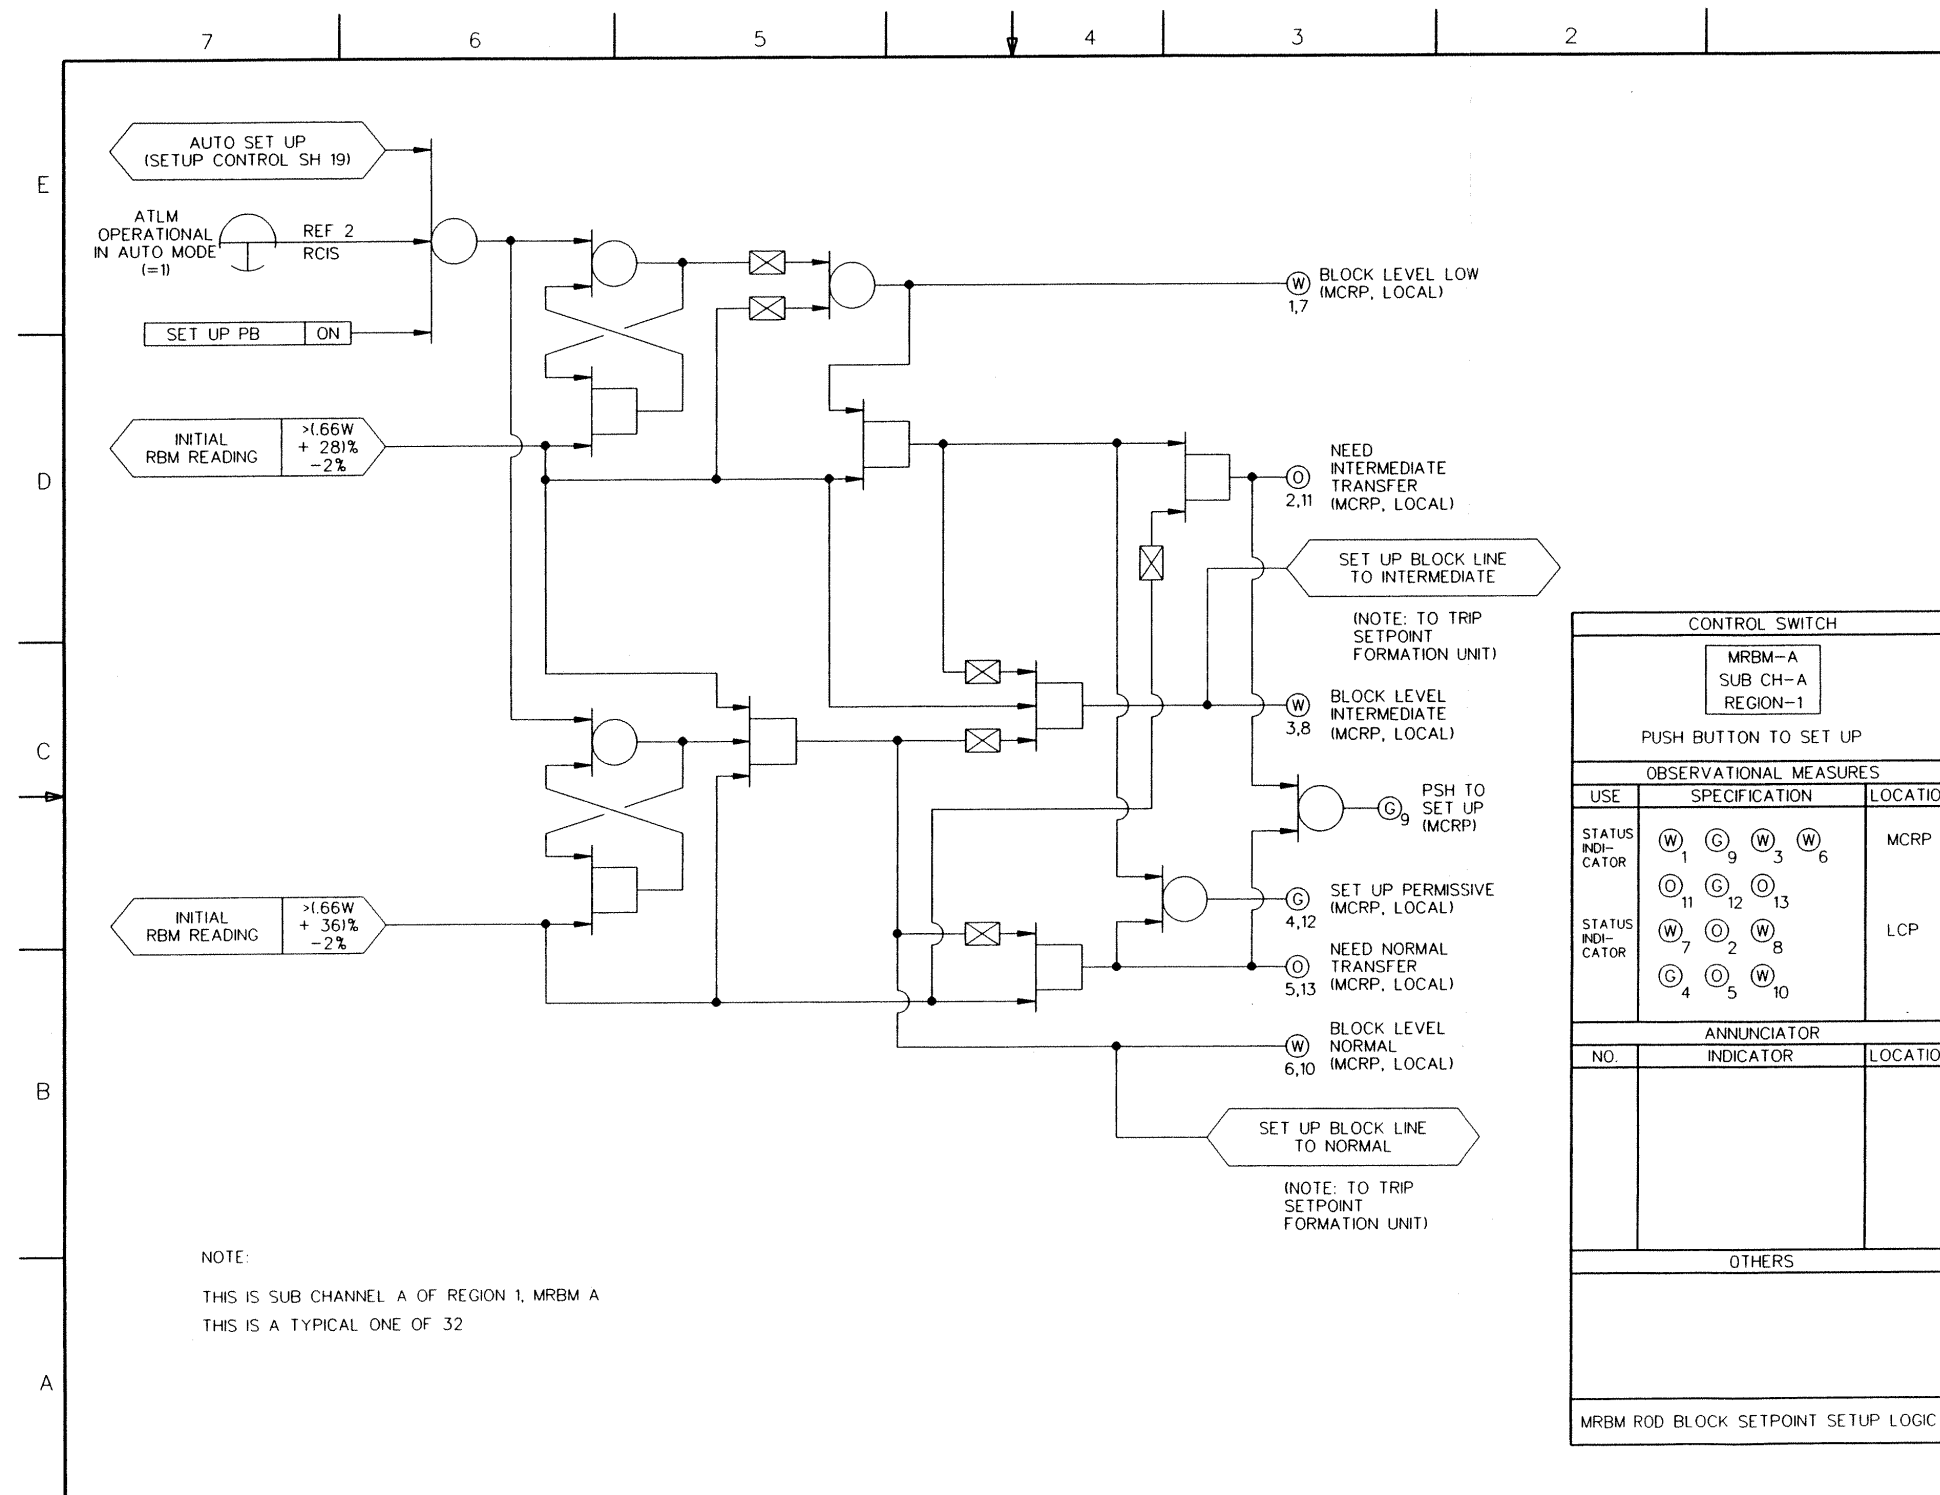 7 6 5 4 3 2
E
D
C
B
A
AUTO SET UP
(SETUP CONTROL SH 19)
ATLM
OPERATIONAL
IN AUTO MODE
(=1)
REF 2
RCIS
SET UP PB ON
INITIAL
RBM READING
>(.66W
+ 28)%
-2%
INITIAL
RBM READING
>(.66W
+ 36)%
-2%
W
1,7
BLOCK LEVEL LOW
(MCRP, LOCAL)
O
2,11
NEED
INTERMEDIATE
TRANSFER
(MCRP, LOCAL)
SET UP BLOCK LINE
TO INTERMEDIATE
(NOTE: TO TRIP
SETPOINT
FORMATION UNIT)
W
3,8
BLOCK LEVEL
INTERMEDIATE
(MCRP, LOCAL)
G
9
PSH TO
SET UP
(MCRP)
G
4,12
SET UP PERMISSIVE
(MCRP, LOCAL)
O
5,13
NEED NORMAL
TRANSFER
(MCRP, LOCAL)
W
6,10
BLOCK LEVEL
NORMAL
(MCRP, LOCAL)
SET UP BLOCK LINE
TO NORMAL
(NOTE: TO TRIP
SETPOINT
FORMATION UNIT)
NOTE:
THIS IS SUB CHANNEL A OF REGION 1, MRBM A
THIS IS A TYPICAL ONE OF 32
CONTROL SWITCH
MRBM-A
SUB CH-A
REGION-1
PUSH BUTTON TO SET UP
OBSERVATIONAL MEASURES
USE SPECIFICATION LOCATIO
STATUS
INDI-
CATOR
W 1 G 9 W 3 W 6
O 11 G 12 O 13
MCRP
STATUS
INDI-
CATOR
W 7 O 2 W 8
G 4 O 5 W 10
LCP
ANNUNCIATOR
NO. INDICATOR LOCATIO
OTHERS
MRBM ROD BLOCK SETPOINT SETUP LOGIC